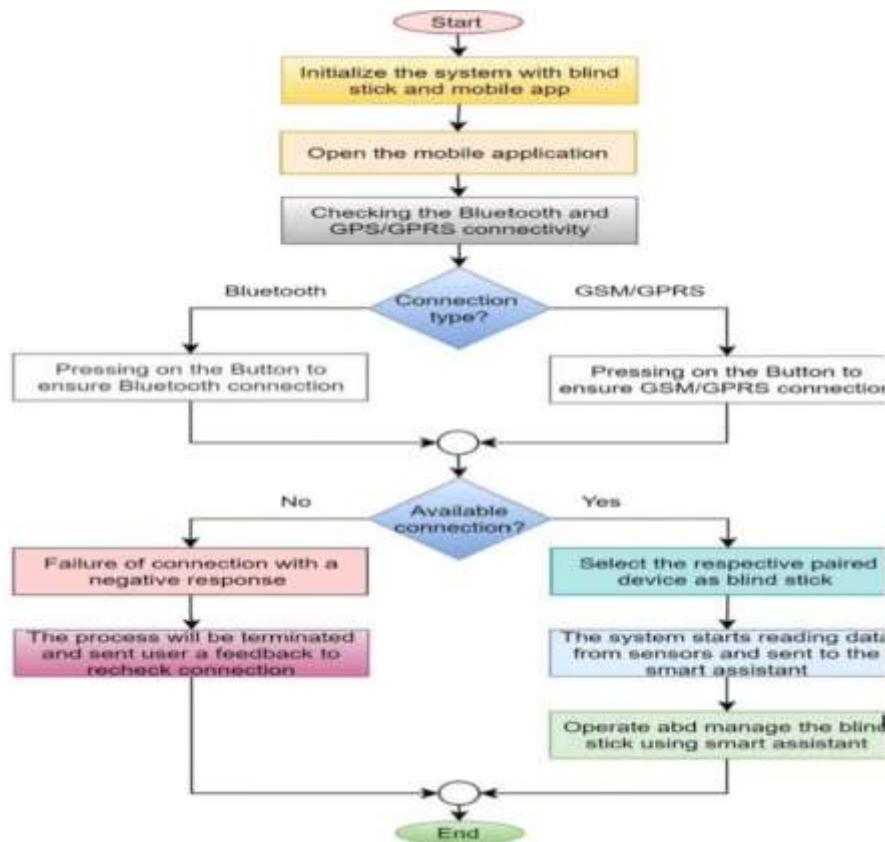 Start
Initialize the system with blind
stick and mobile app
Open the mobile application
Checking the Bluetooth and
GPS/GPRS connectivity
Bluetooth
Connection
type?
GSM/GPRS
Pressing on the Button to
ensure Bluetooth connection
Pressing on the Button to
ensure GSM/GPRS connection
No
Available
connection?
Yes
Failure of connection with a
negative response
Select the respective paired
device as blind stick
The process will be terminated
and sent user a feedback to
recheck connection
The system starts reading data
from sensors and sent to the
smart assistant
Operate abd manage the blind
stick using smart assistant
End